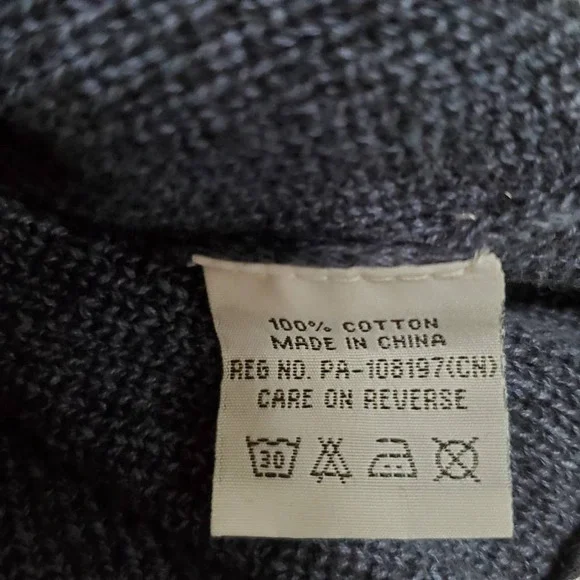 100% COTTON
MADE IN CHINA
REG NO. PA-108197(CN)
CARE ON REVERSE
30